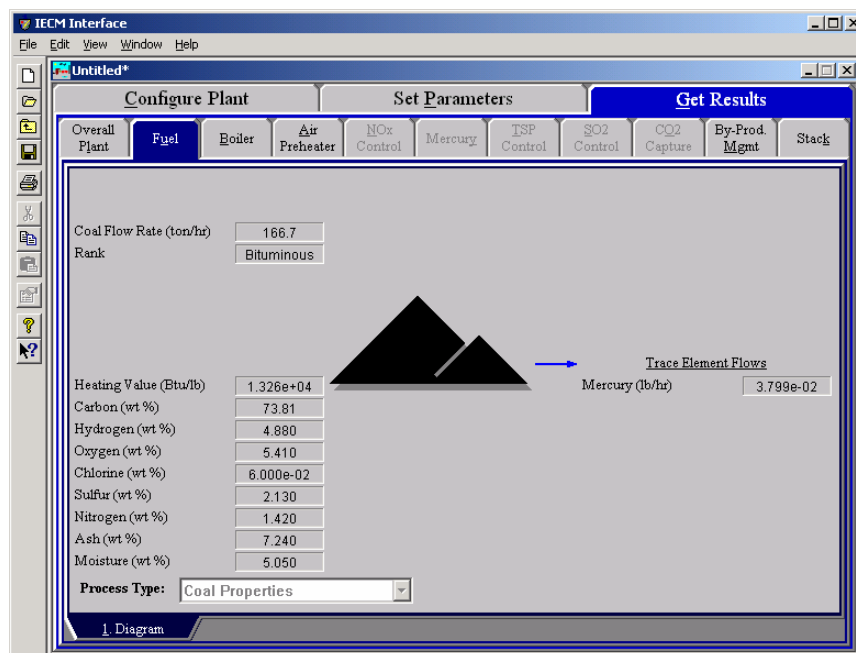 IECM Interface
File Edit View Window Help
Untitled*
Configure Plant Set Parameters Get Results
Overall Plant Fuel Boiler Air Preheater NOx Control Mercury TSP Control SO2 Control CO2 Capture By-Prod. Mgmt Stack
Coal Flow Rate (ton/hr) 166.7
Rank Bituminous
Trace Element Flows
Heating Value (Btu/lb) 1.326e+04 Mercury (lb/hr) 3.799e-02
Carbon (wt %) 73.81
Hydrogen (wt %) 4.880
Oxygen (wt %) 5.410
Chlorine (wt %) 6.000e-02
Sulfur (wt %) 2.130
Nitrogen (wt %) 1.420
Ash (wt %) 7.240
Moisture (wt %) 5.050
Process Type: Coal Properties
1. Diagram